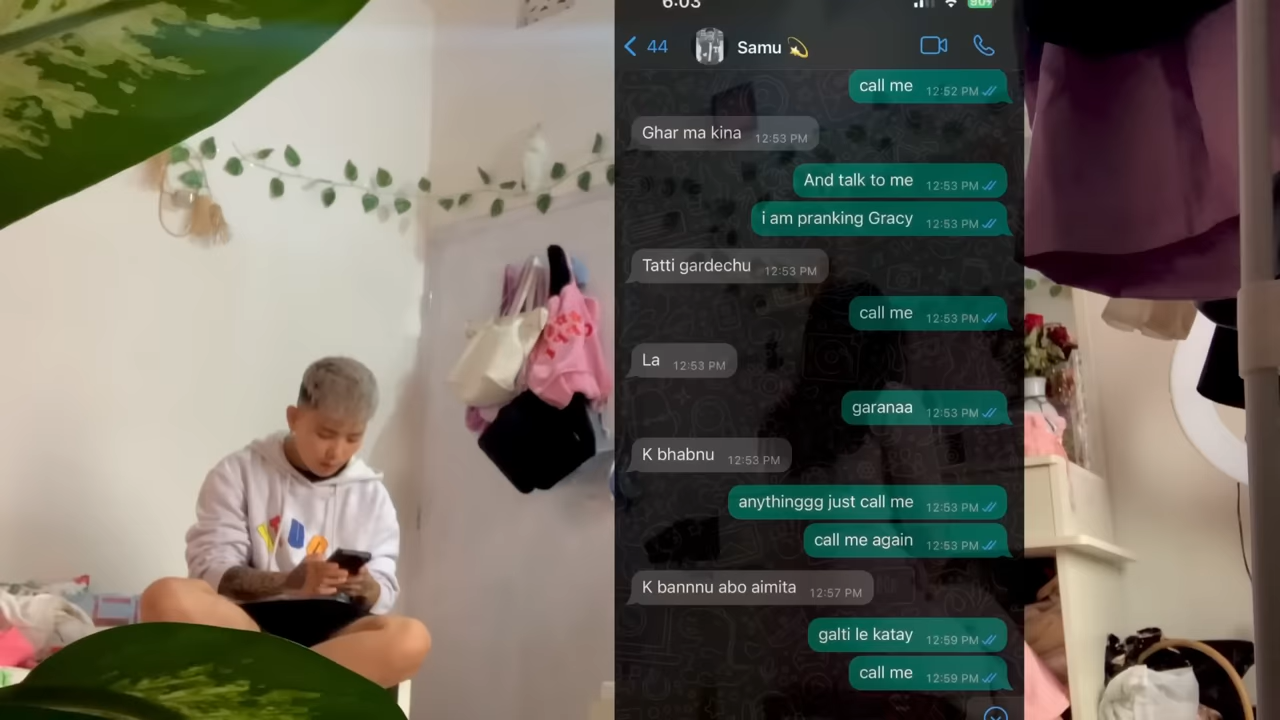 6:03
80
44
Samu
call me 12:52 PM
Ghar ma kina 12:53 PM
And talk to me 12:53 PM
i am pranking Gracy 12:53 PM
Tatti gardechu 12:53 PM
call me 12:53 PM
La 12:53 PM
garanaa 12:53 PM
K bhabnu 12:53 PM
anythinggg just call me 12:53 PM
call me again 12:53 PM
K bannnu abo aimita 12:57 PM
galti le katay 12:59 PM
call me 12:59 PM